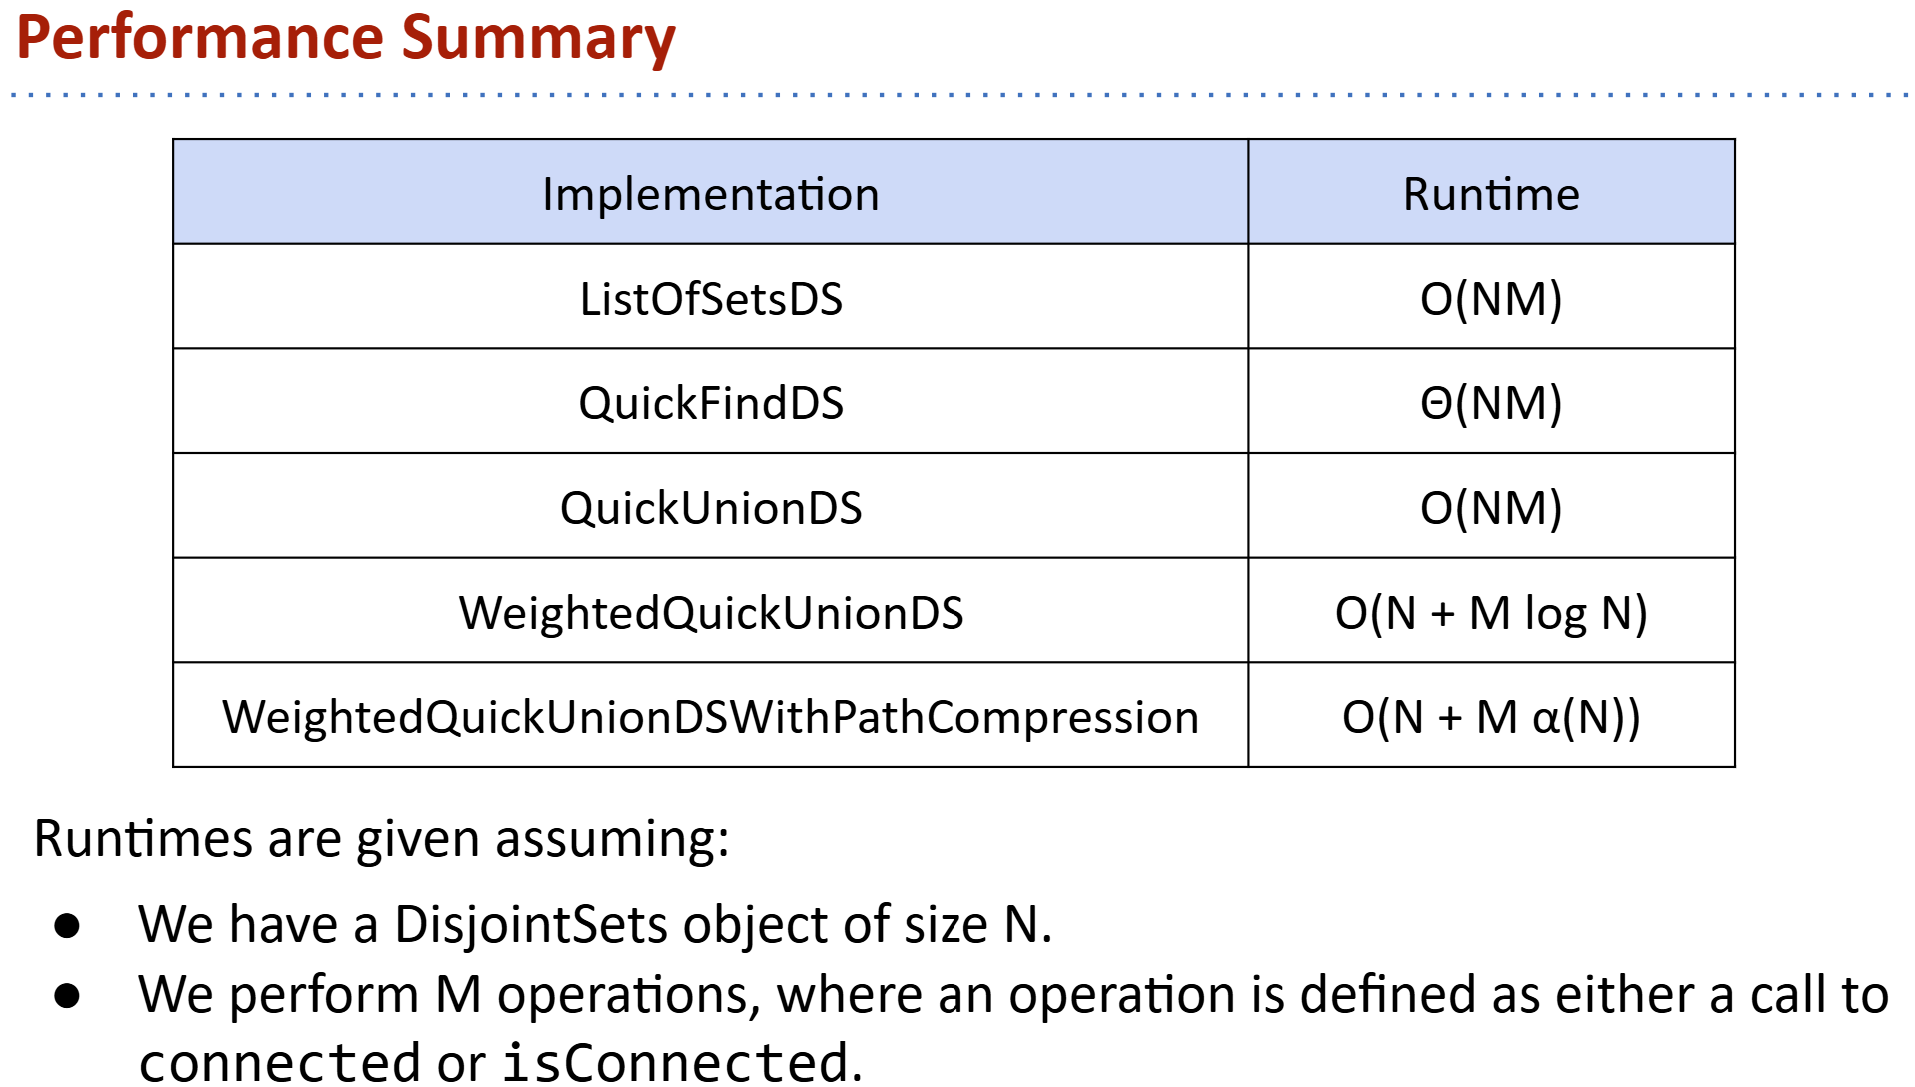 Performance Summary
Implementation Runtime
ListOfSetsDS O(NM)
QuickFindDS Θ(NM)
QuickUnionDS O(NM)
WeightedQuickUnionDS O(N + M log N)
WeightedQuickUnionDSWithPathCompression O(N + M α(N))
Runtimes are given assuming:
● We have a DisjointSets object of size N.
● We perform M operations, where an operation is defined as either a call to
connected or isConnected.